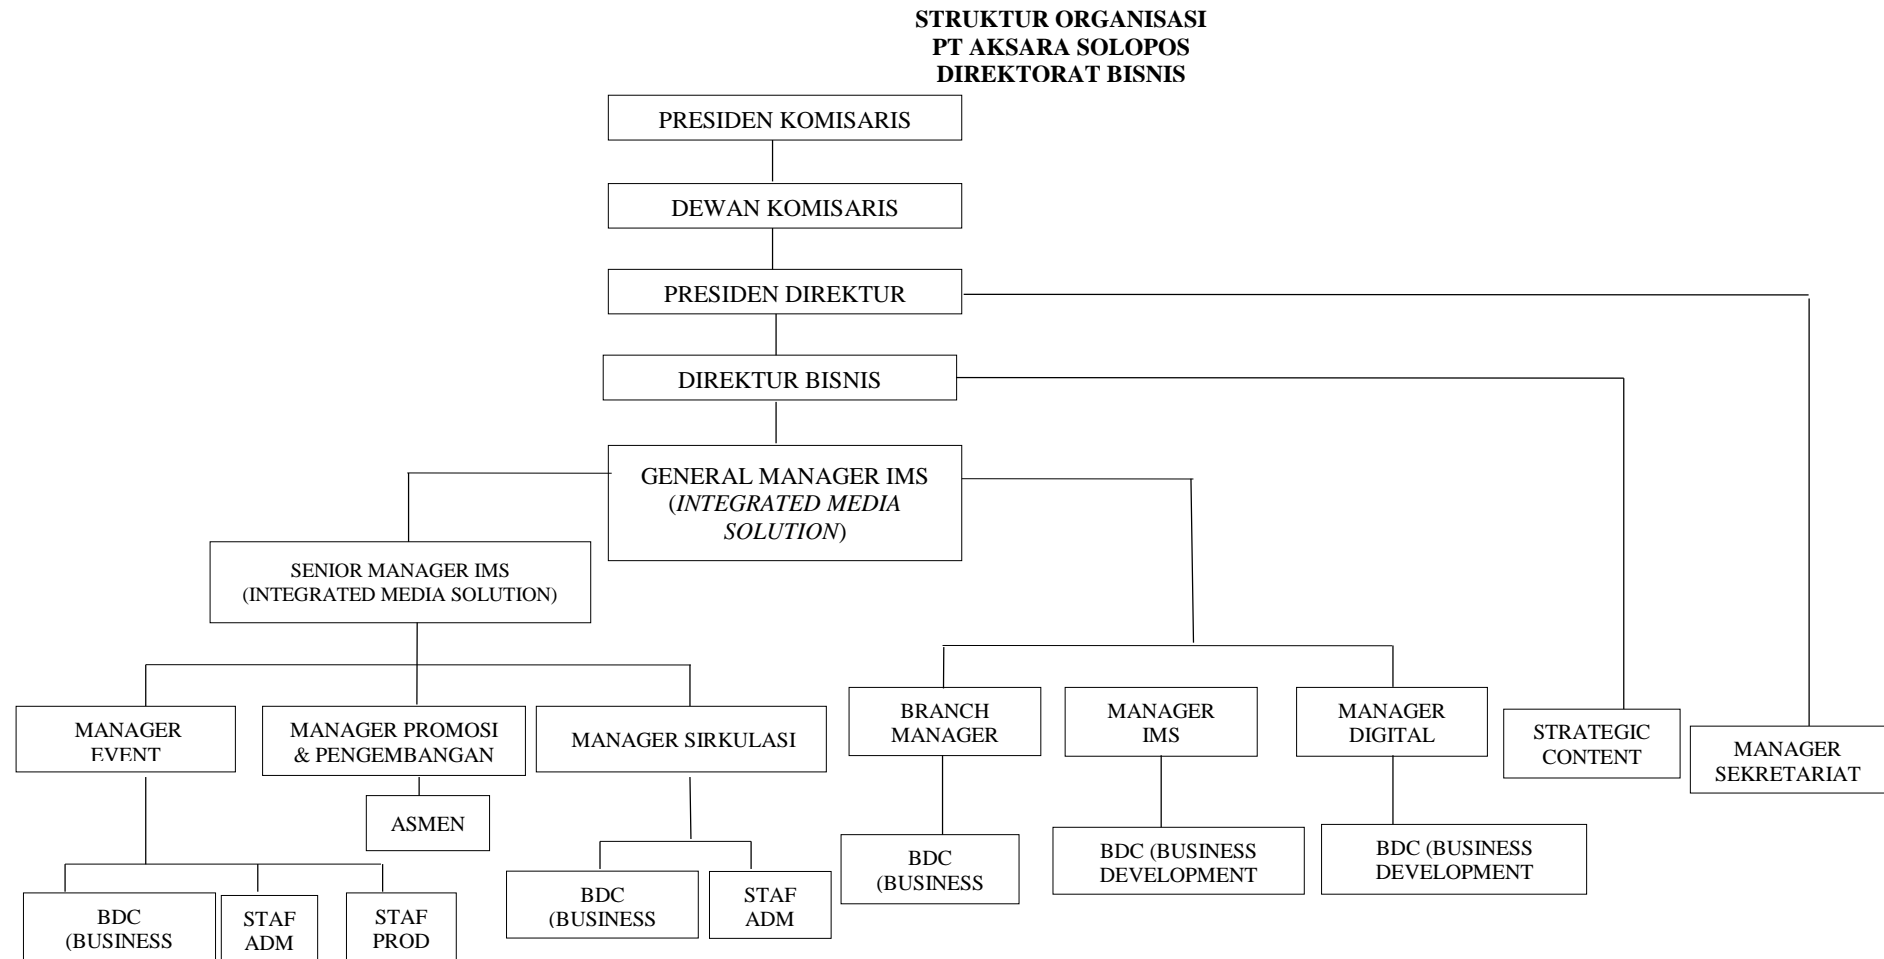 STRUKTUR ORGANISASI
PT AKSARA SOLOPOS
DIREKTORAT BISNIS
PRESIDEN KOMISARIS
DEWAN KOMISARIS
PRESIDEN DIREKTUR
DIREKTUR BISNIS
GENERAL MANAGER IMS
(INTEGRATED MEDIA
SOLUTION)
SENIOR MANAGER IMS
(INTEGRATED MEDIA SOLUTION)
MANAGER
EVENT
MANAGER PROMOSI
& PENGEMBANGAN
MANAGER SIRKULASI
BRANCH
MANAGER
MANAGER
IMS
MANAGER
DIGITAL
STRATEGIC
CONTENT
MANAGER
SEKRETARIAT
ASMEN
BDC
(BUSINESS
STAF
ADM
STAF
PROD
BDC
(BUSINESS
STAF
ADM
BDC
(BUSINESS
BDC (BUSINESS
DEVELOPMENT
BDC (BUSINESS
DEVELOPMENT